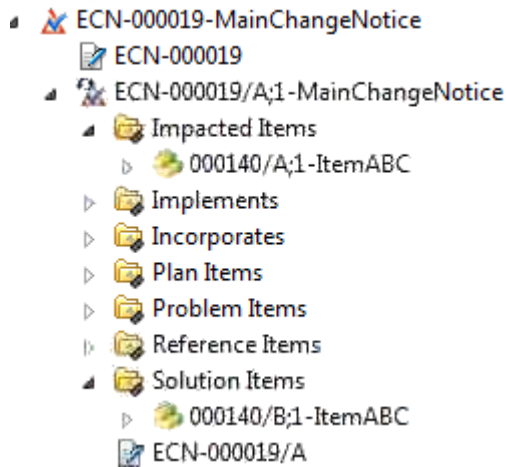 ECN-000019-MainChangeNotice
ECN-000019
ECN-000019/A;1-MainChangeNotice
Impacted Items
000140/A;1-ItemABC
Implements
Incorporates
Plan Items
Problem Items
Reference Items
Solution Items
000140/B;1-ItemABC
ECN-000019/A